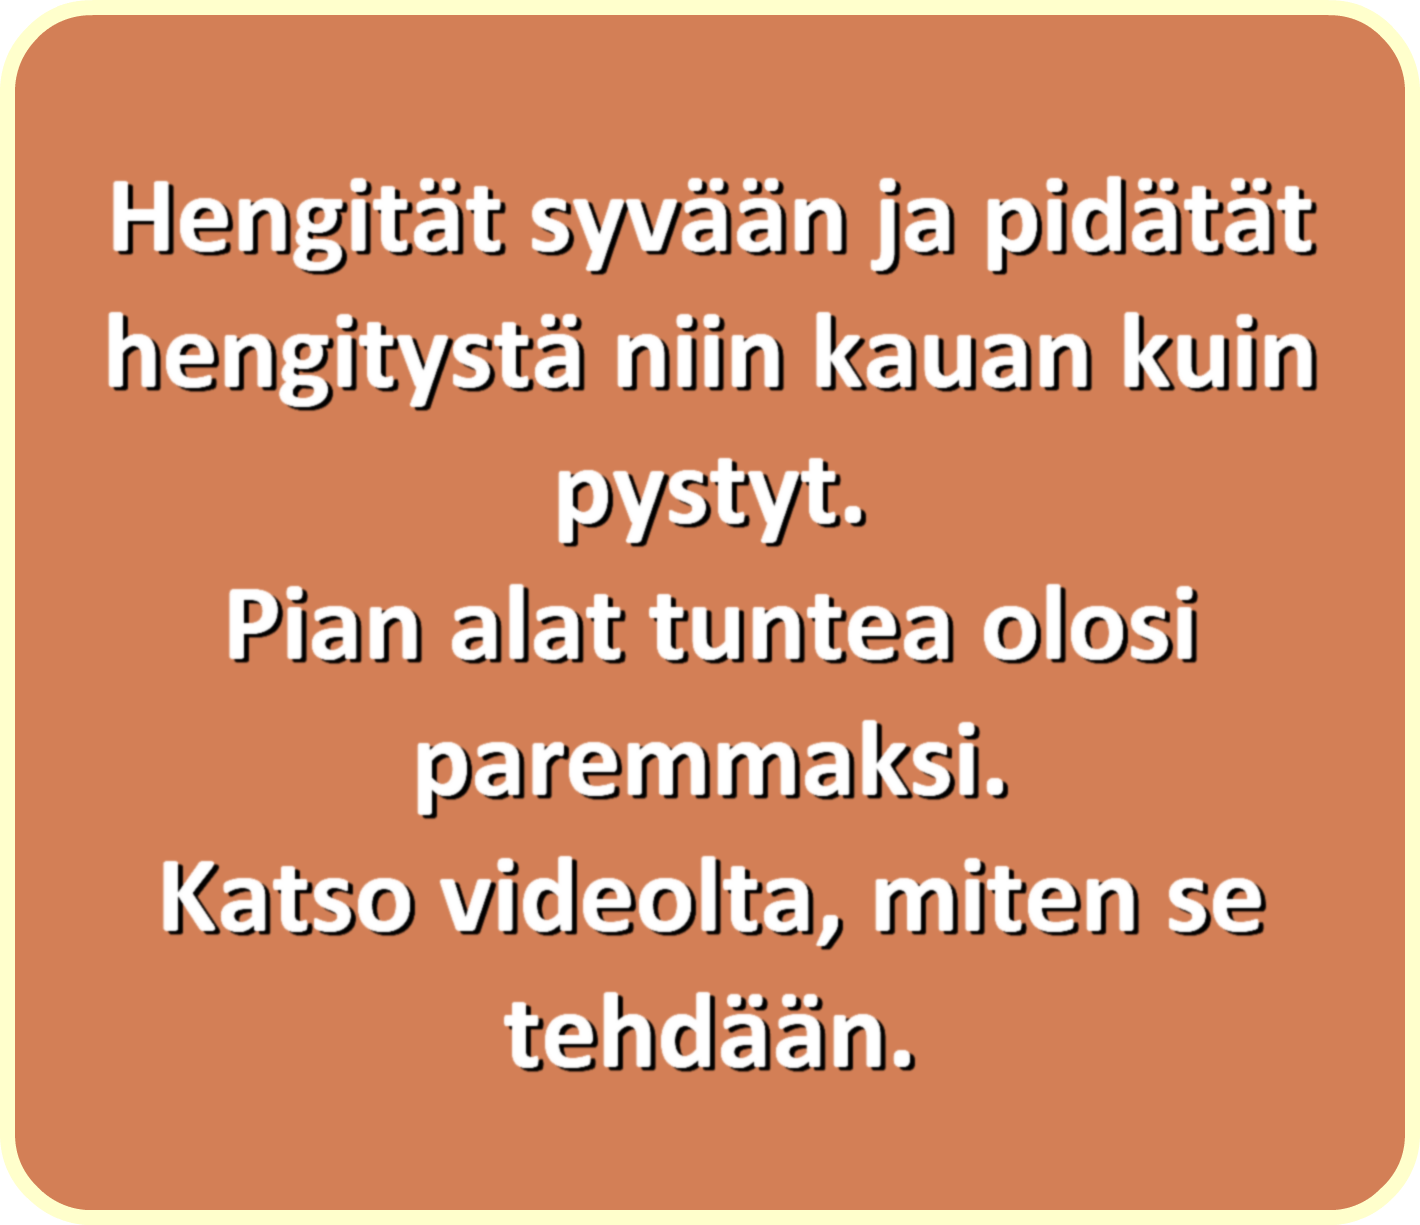 Hengität syvään ja pidätät
hengitystä niin kauan kuin
pystyt.
Pian alat tuntea olosi
paremmaksi.
Katso videolta, miten se
tehdään.